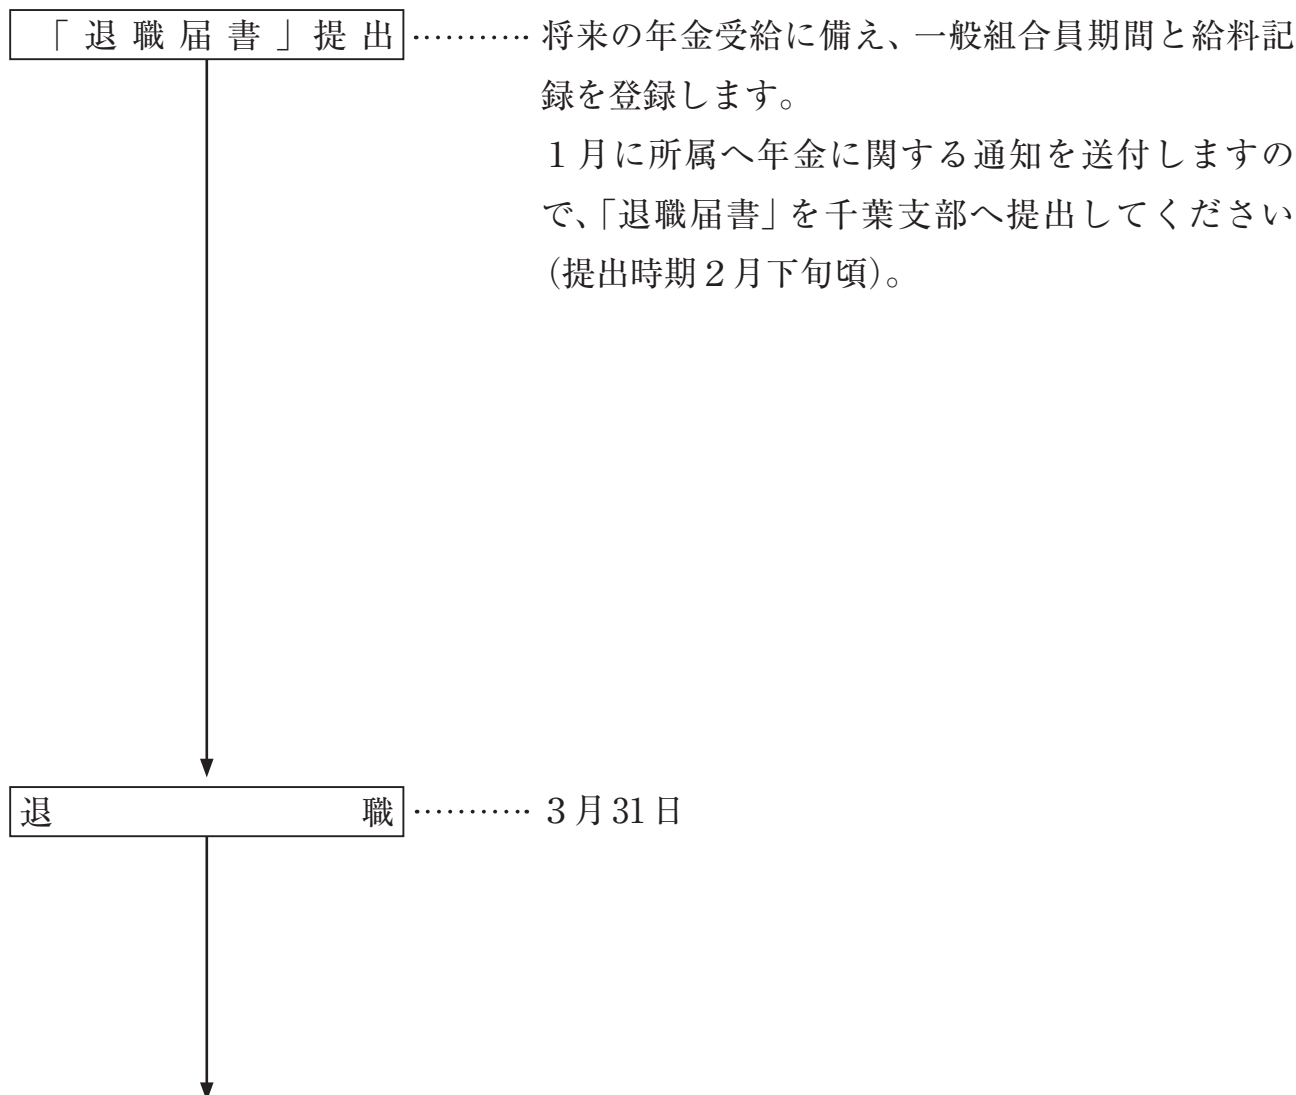 「退職届書」提出 ………… 将来の年金受給に備え、一般組合員期間と給料記
録を登録します。
１月に所属へ年金に関する通知を送付しますの
で、「退職届書」を千葉支部へ提出してください
（提出時期２月下旬頃）。
退職 ………… ３月31日